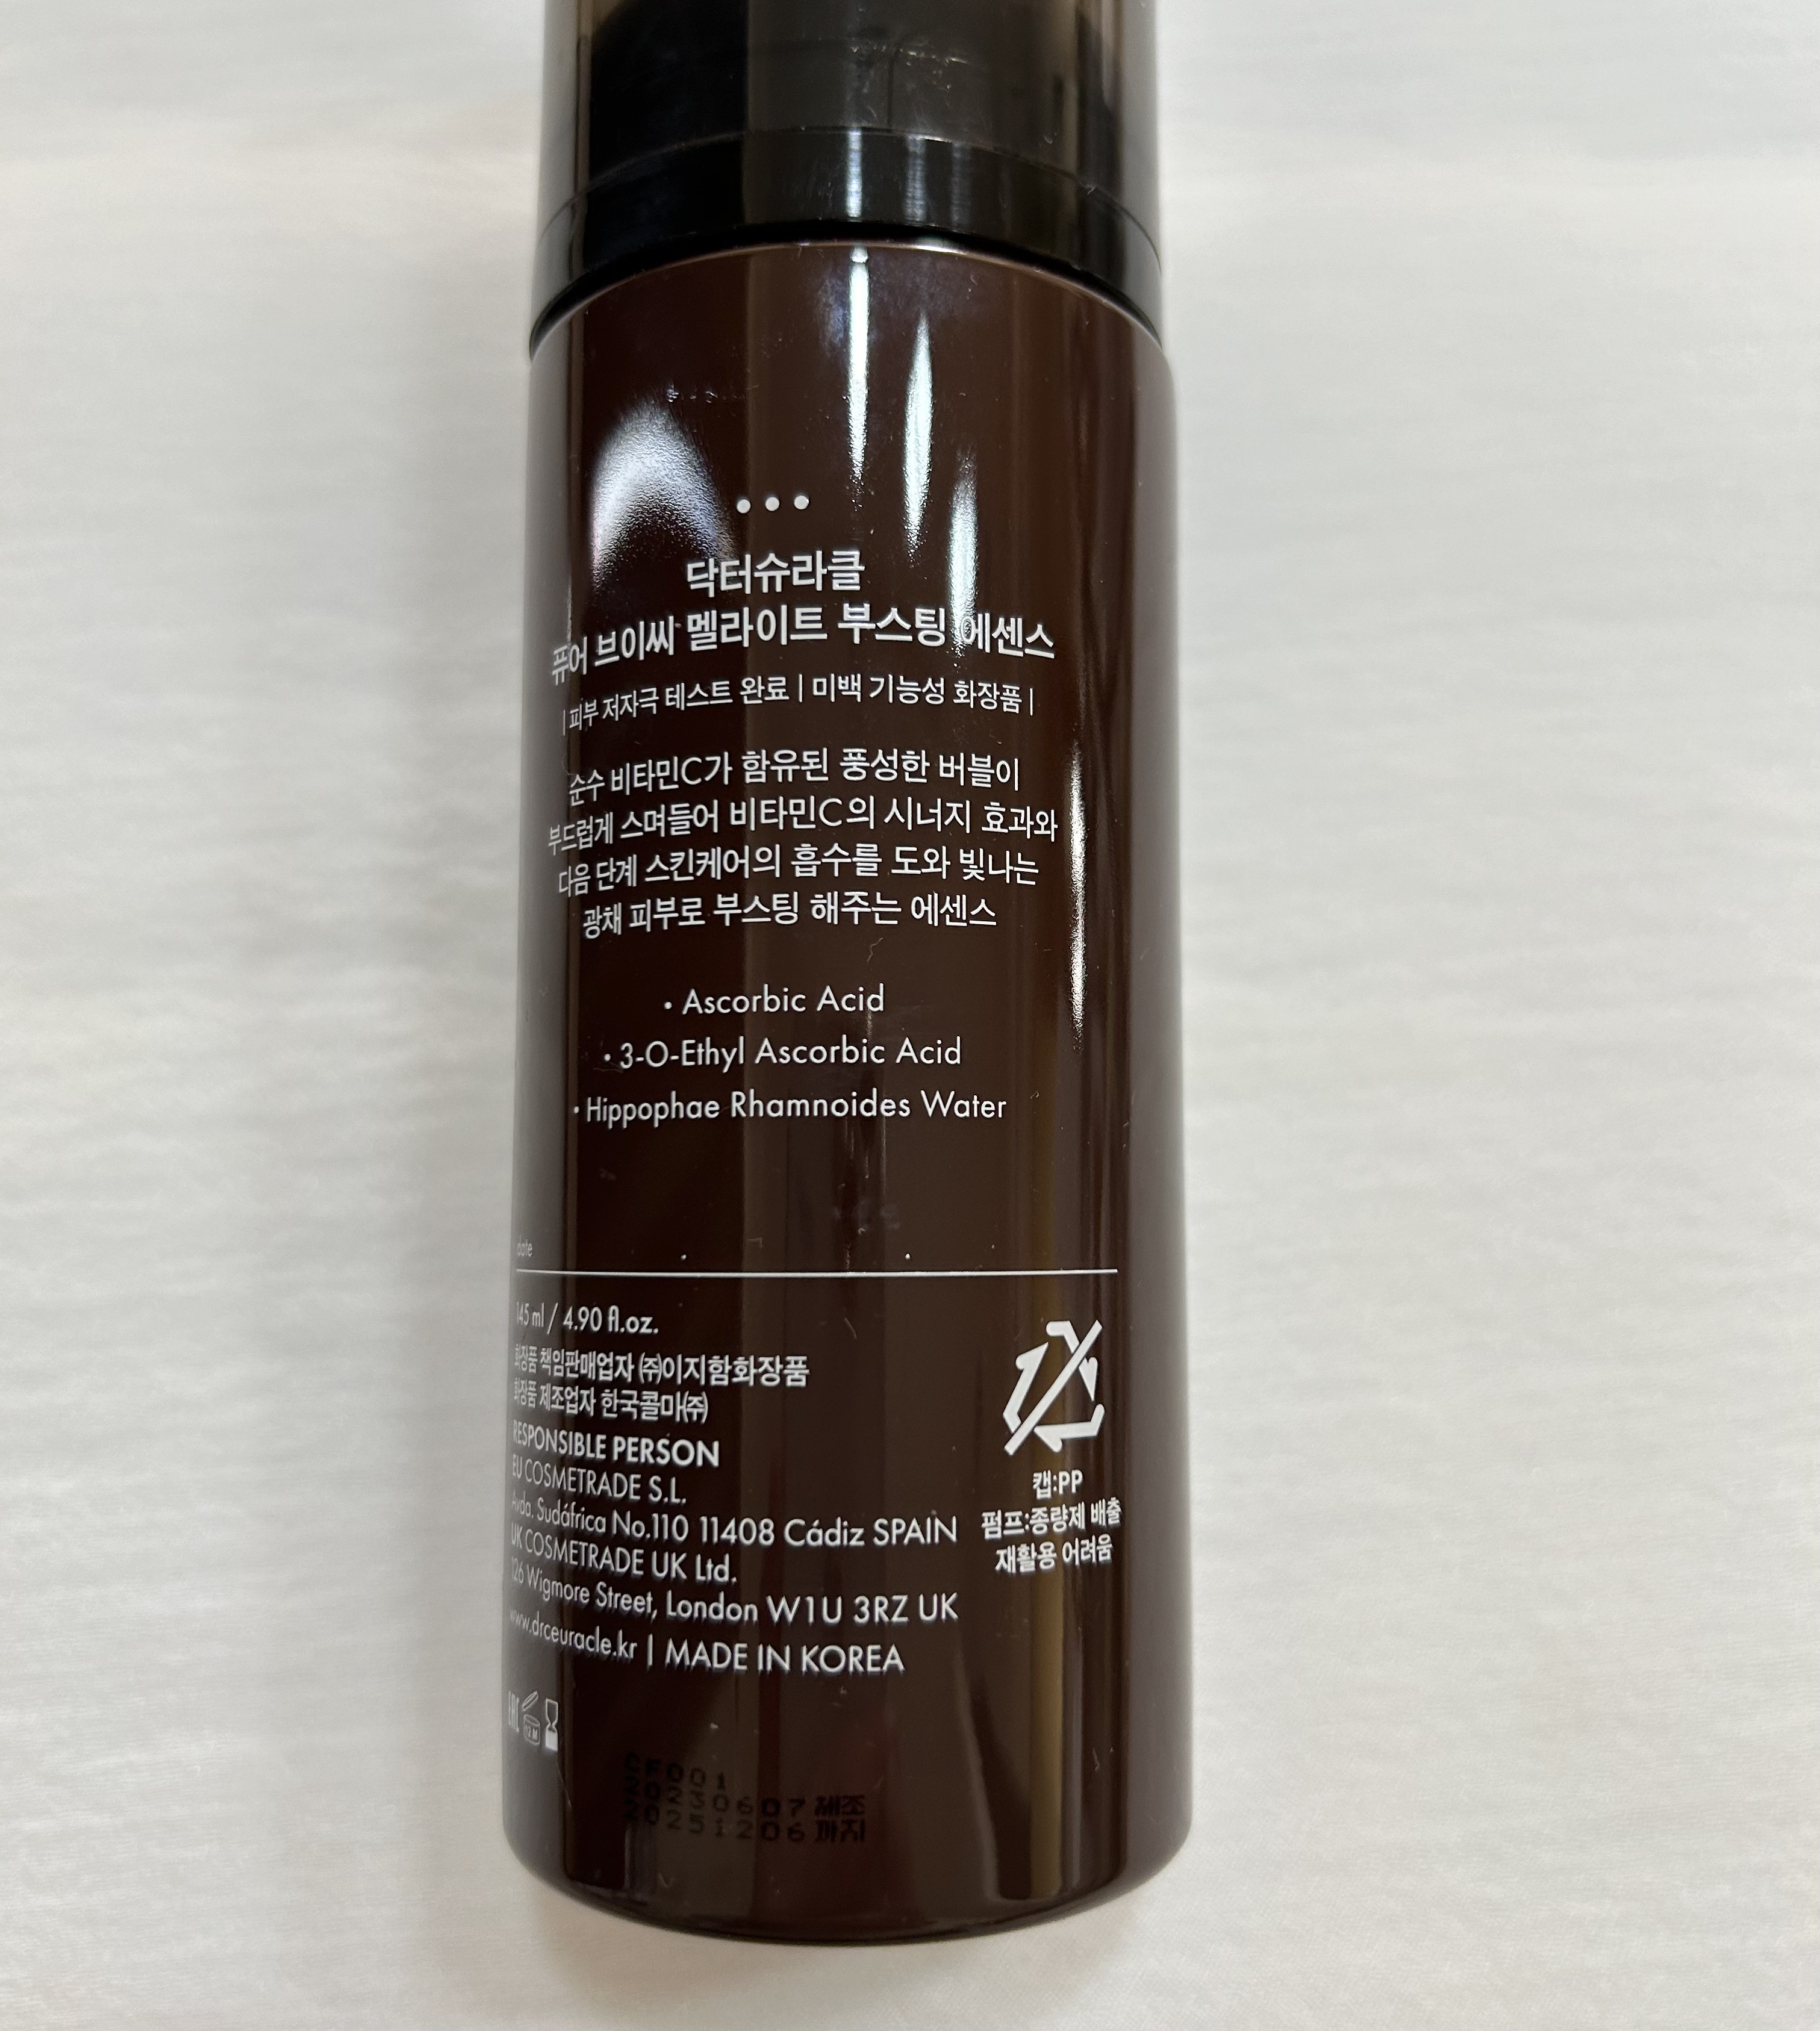 닥터슈라클
퓨어 브이씨 멜라이트 부스팅 에센스
| 피부 저자극 테스트 완료 | 미백 기능성 화장품 |
순수 비타민C가 함유된 풍성한 버블이
부드럽게 스며들어 비타민C의 시너지 효과와
다음 단계 스킨케어의 흡수를 도와 빛나는
광채 피부로 부스팅 해주는 에센스
• Ascorbic Acid
• 3-O-Ethyl Ascorbic Acid
• Hippophae Rhamnoides Water
date
145 ml / 4.90 fl.oz.
화장품 책임판매업자 ㈜이지함화장품
화장품 제조업자 한국콜마㈜
RESPONSIBLE PERSON
EU COSMETRADE S.L.
Avda. Sudáfrica No.110 11408 Cádiz SPAIN
UK COSMETRADE UK Ltd.
126 Wigmore Street, London W1U 3RZ UK
www.drceuracle.kr | MADE IN KOREA
캡:PP
펌프:종량제 배출
재활용 어려움
EAC
12 M
CF001
20230607 제조
20251206 까지